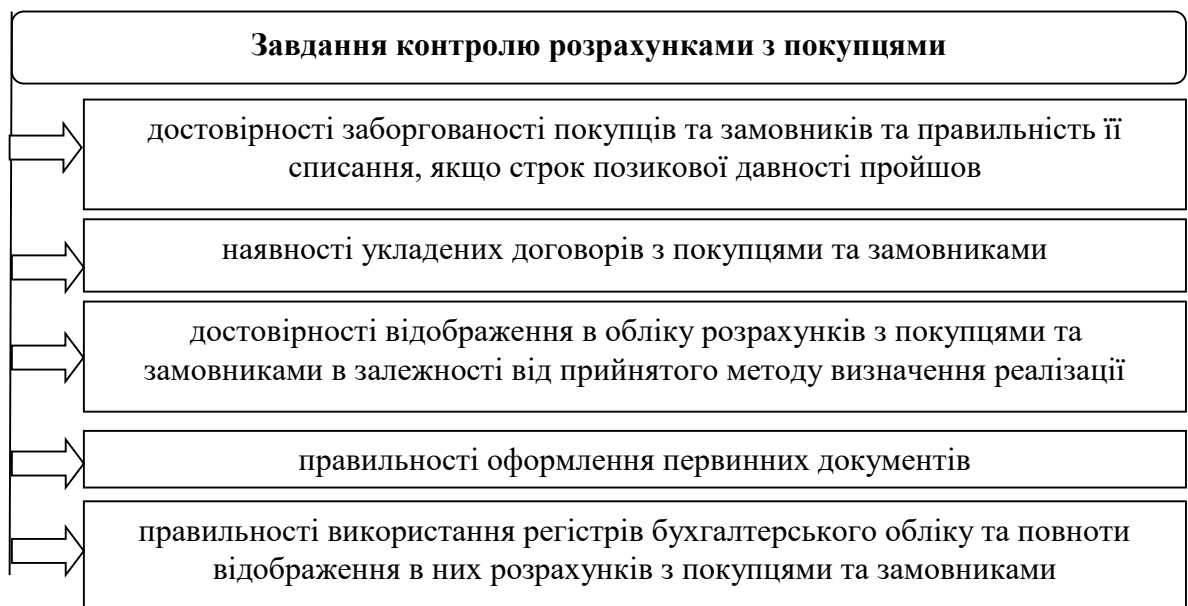 Завдання контролю розрахунками з покупцями
достовірності заборгованості покупців та замовників та правильність її
списання, якщо строк позикової давності пройшов
наявності укладених договорів з покупцями та замовниками
достовірності відображення в обліку розрахунків з покупцями та
замовниками в залежності від прийнятого методу визначення реалізації
правильності оформлення первинних документів
правильності використання регістрів бухгалтерського обліку та повноти
відображення в них розрахунків з покупцями та замовниками